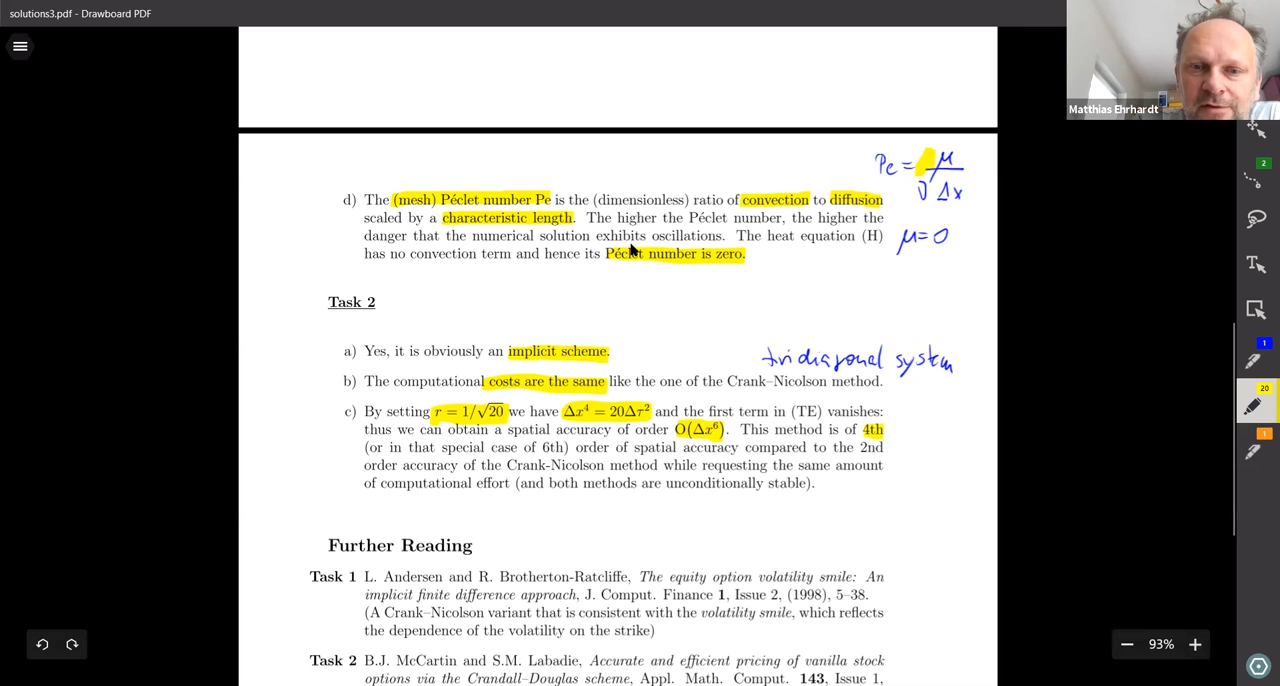 solutions3.pdf - Drawboard PDF
Matthias Ehrhardt
d) The (mesh) Péclet number Pe is the (dimensionless) ratio of convection to diffusion
scaled by a characteristic length. The higher the Péclet number, the higher the
danger that the numerical solution exhibits oscillations. The heat equation (H)
has no convection term and hence its Péclet number is zero.
Pe = μ
Δx
μ=0
Task 2
a) Yes, it is obviously an implicit scheme.
tridiagonal system
b) The computational costs are the same like the one of the Crank–Nicolson method.
c) By setting r = 1/√20 we have Δx⁴ = 20Δτ² and the first term in (TE) vanishes:
thus we can obtain a spatial accuracy of order O(Δx⁶). This method is of 4th
(or in that special case of 6th) order of spatial accuracy compared to the 2nd
order accuracy of the Crank-Nicolson method while requesting the same amount
of computational effort (and both methods are unconditionally stable).
Further Reading
Task 1 L. Andersen and R. Brotherton-Ratcliffe, The equity option volatility smile: An
implicit finite difference approach, J. Comput. Finance 1, Issue 2, (1998), 5–38.
(A Crank–Nicolson variant that is consistent with the volatility smile, which reflects
the dependence of the volatility on the strike)
Task 2 B.J. McCartin and S.M. Labadie, Accurate and efficient pricing of vanilla stock
options via the Crandall–Douglas scheme, Appl. Math. Comput. 143, Issue 1,
2
1
20
1
93%